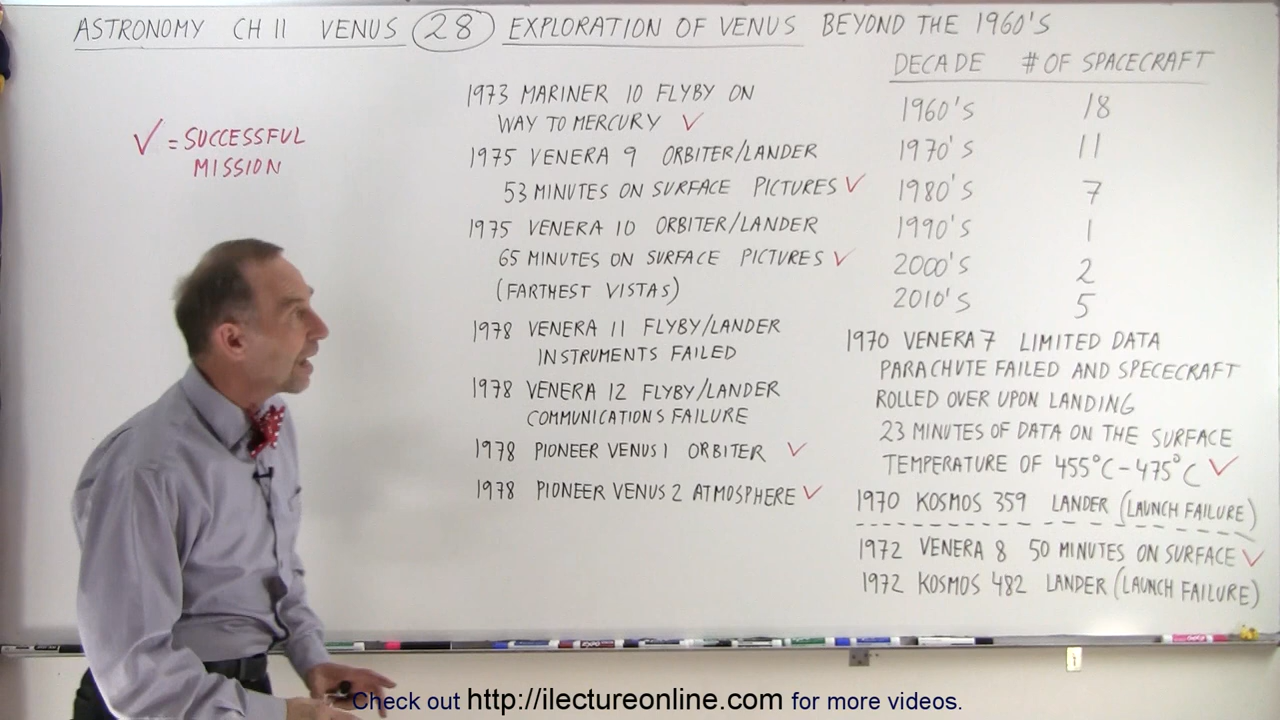 ASTRONOMY CH 11 VENUS 28 EXPLORATION OF VENUS BEYOND THE 1960'S
✓ = SUCCESSFUL
MISSION
1973 MARINER 10 FLYBY ON
WAY TO MERCURY ✓
1975 VENERA 9 ORBITER/LANDER
53 MINUTES ON SURFACE PICTURES ✓
1975 VENERA 10 ORBITER/LANDER
65 MINUTES ON SURFACE PICTURES ✓
(FARTHEST VISTAS)
1978 VENERA 11 FLYBY/LANDER
INSTRUMENTS FAILED
1978 VENERA 12 FLYBY/LANDER
COMMUNICATIONS FAILURE
1978 PIONEER VENUS 1 ORBITER ✓
1978 PIONEER VENUS 2 ATMOSPHERE ✓
DECADE # OF SPACECRAFT
1960'S 18
1970'S 11
1980'S 7
1990'S 1
2000'S 2
2010'S 5
1970 VENERA 7 LIMITED DATA
PARACHUTE FAILED AND SPECECRAFT
ROLLED OVER UPON LANDING
23 MINUTES OF DATA ON THE SURFACE
TEMPERATURE OF 455°C - 475°C ✓
1970 KOSMOS 359 LANDER (LAUNCH FAILURE)
1972 VENERA 8 50 MINUTES ON SURFACE ✓
1972 KOSMOS 482 LANDER (LAUNCH FAILURE)
Check out http://ilectureonline.com for more videos.